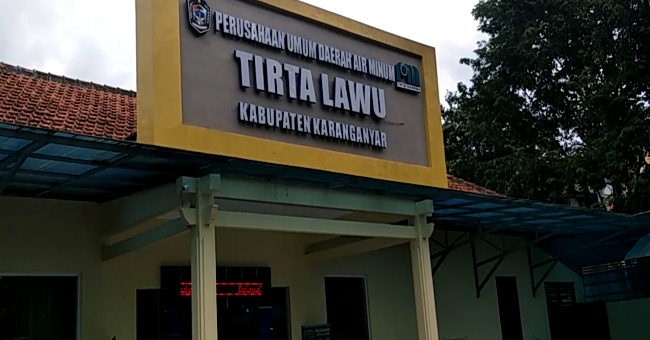 PERUSAHAAN UMUM DAERAH AIR MINUM
TIRTA LAWU
KABUPATEN KARANGANYAR